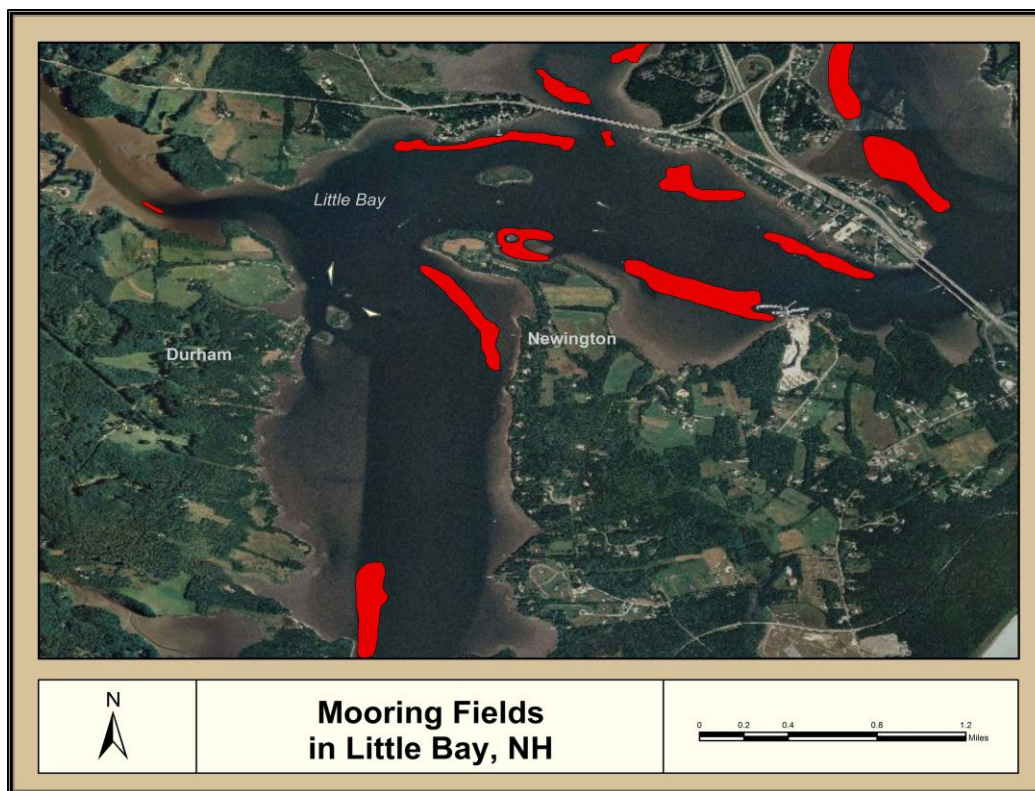 Little Bay
Durham
Newington
N
Mooring Fields
in Little Bay, NH
0 0.2 0.4 0.8 1.2
Miles